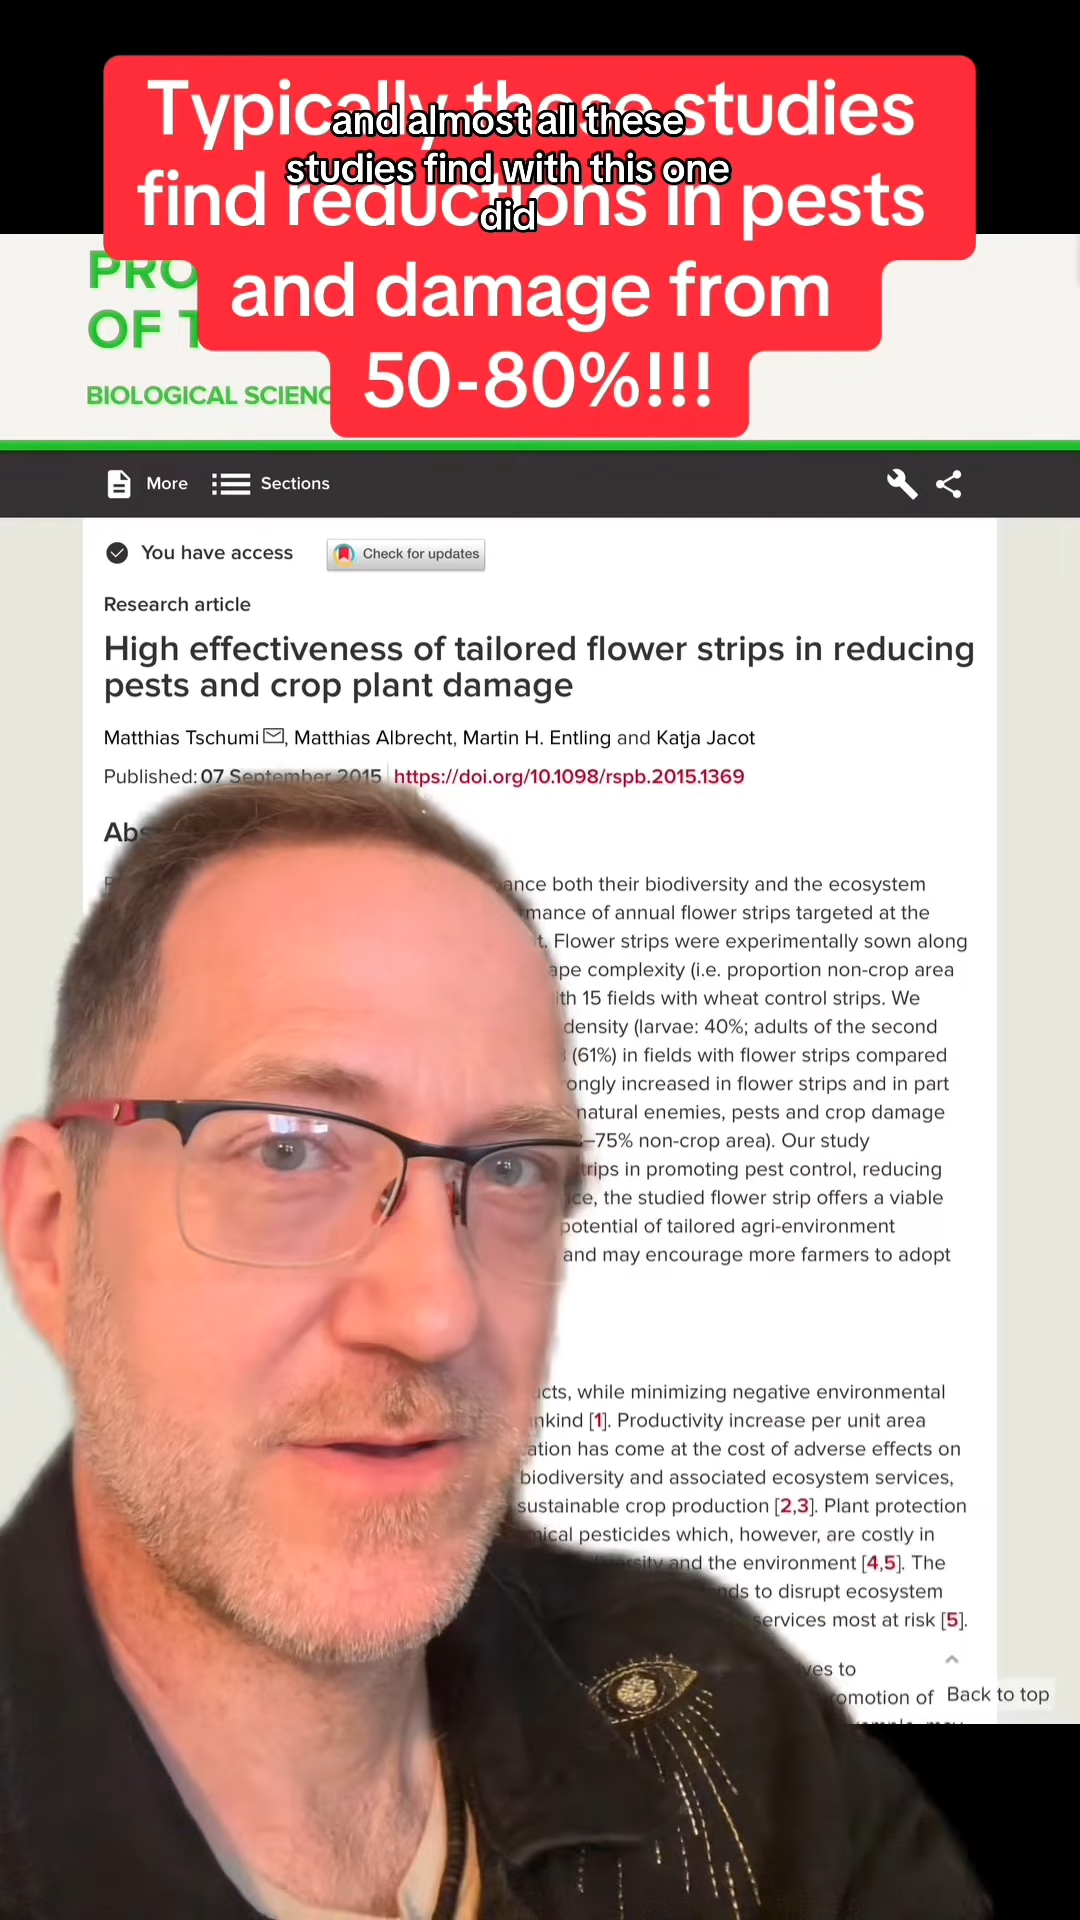 Typically these studies
find reductions in pests
and damage from
50-80%!!!
and almost all these
studies find with this one
did
PRO
OF T
BIOLOGICAL SCIENC
More
Sections
You have access
Check for updates
Research article
High effectiveness of tailored flower strips in reducing
pests and crop plant damage
Matthias Tschumi, Matthias Albrecht, Martin H. Entling and Katja Jacot
Published: 07 September 2015 https://doi.org/10.1098/rspb.2015.1369
Abs
ance both their biodiversity and the ecosystem
mance of annual flower strips targeted at the
t. Flower strips were experimentally sown along
ape complexity (i.e. proportion non-crop area
ith 15 fields with wheat control strips. We
density (larvae: 40%; adults of the second
(61%) in fields with flower strips compared
ongly increased in flower strips and in part
natural enemies, pests and crop damage
–75% non-crop area). Our study
trips in promoting pest control, reducing
ce, the studied flower strip offers a viable
potential of tailored agri-environment
and may encourage more farmers to adopt
ucts, while minimizing negative environmental
nkind [1]. Productivity increase per unit area
ation has come at the cost of adverse effects on
biodiversity and associated ecosystem services,
sustainable crop production [2,3]. Plant protection
mical pesticides which, however, are costly in
ersity and the environment [4,5]. The
nds to disrupt ecosystem
services most at risk [5].
ves to
omotion of
Back to top